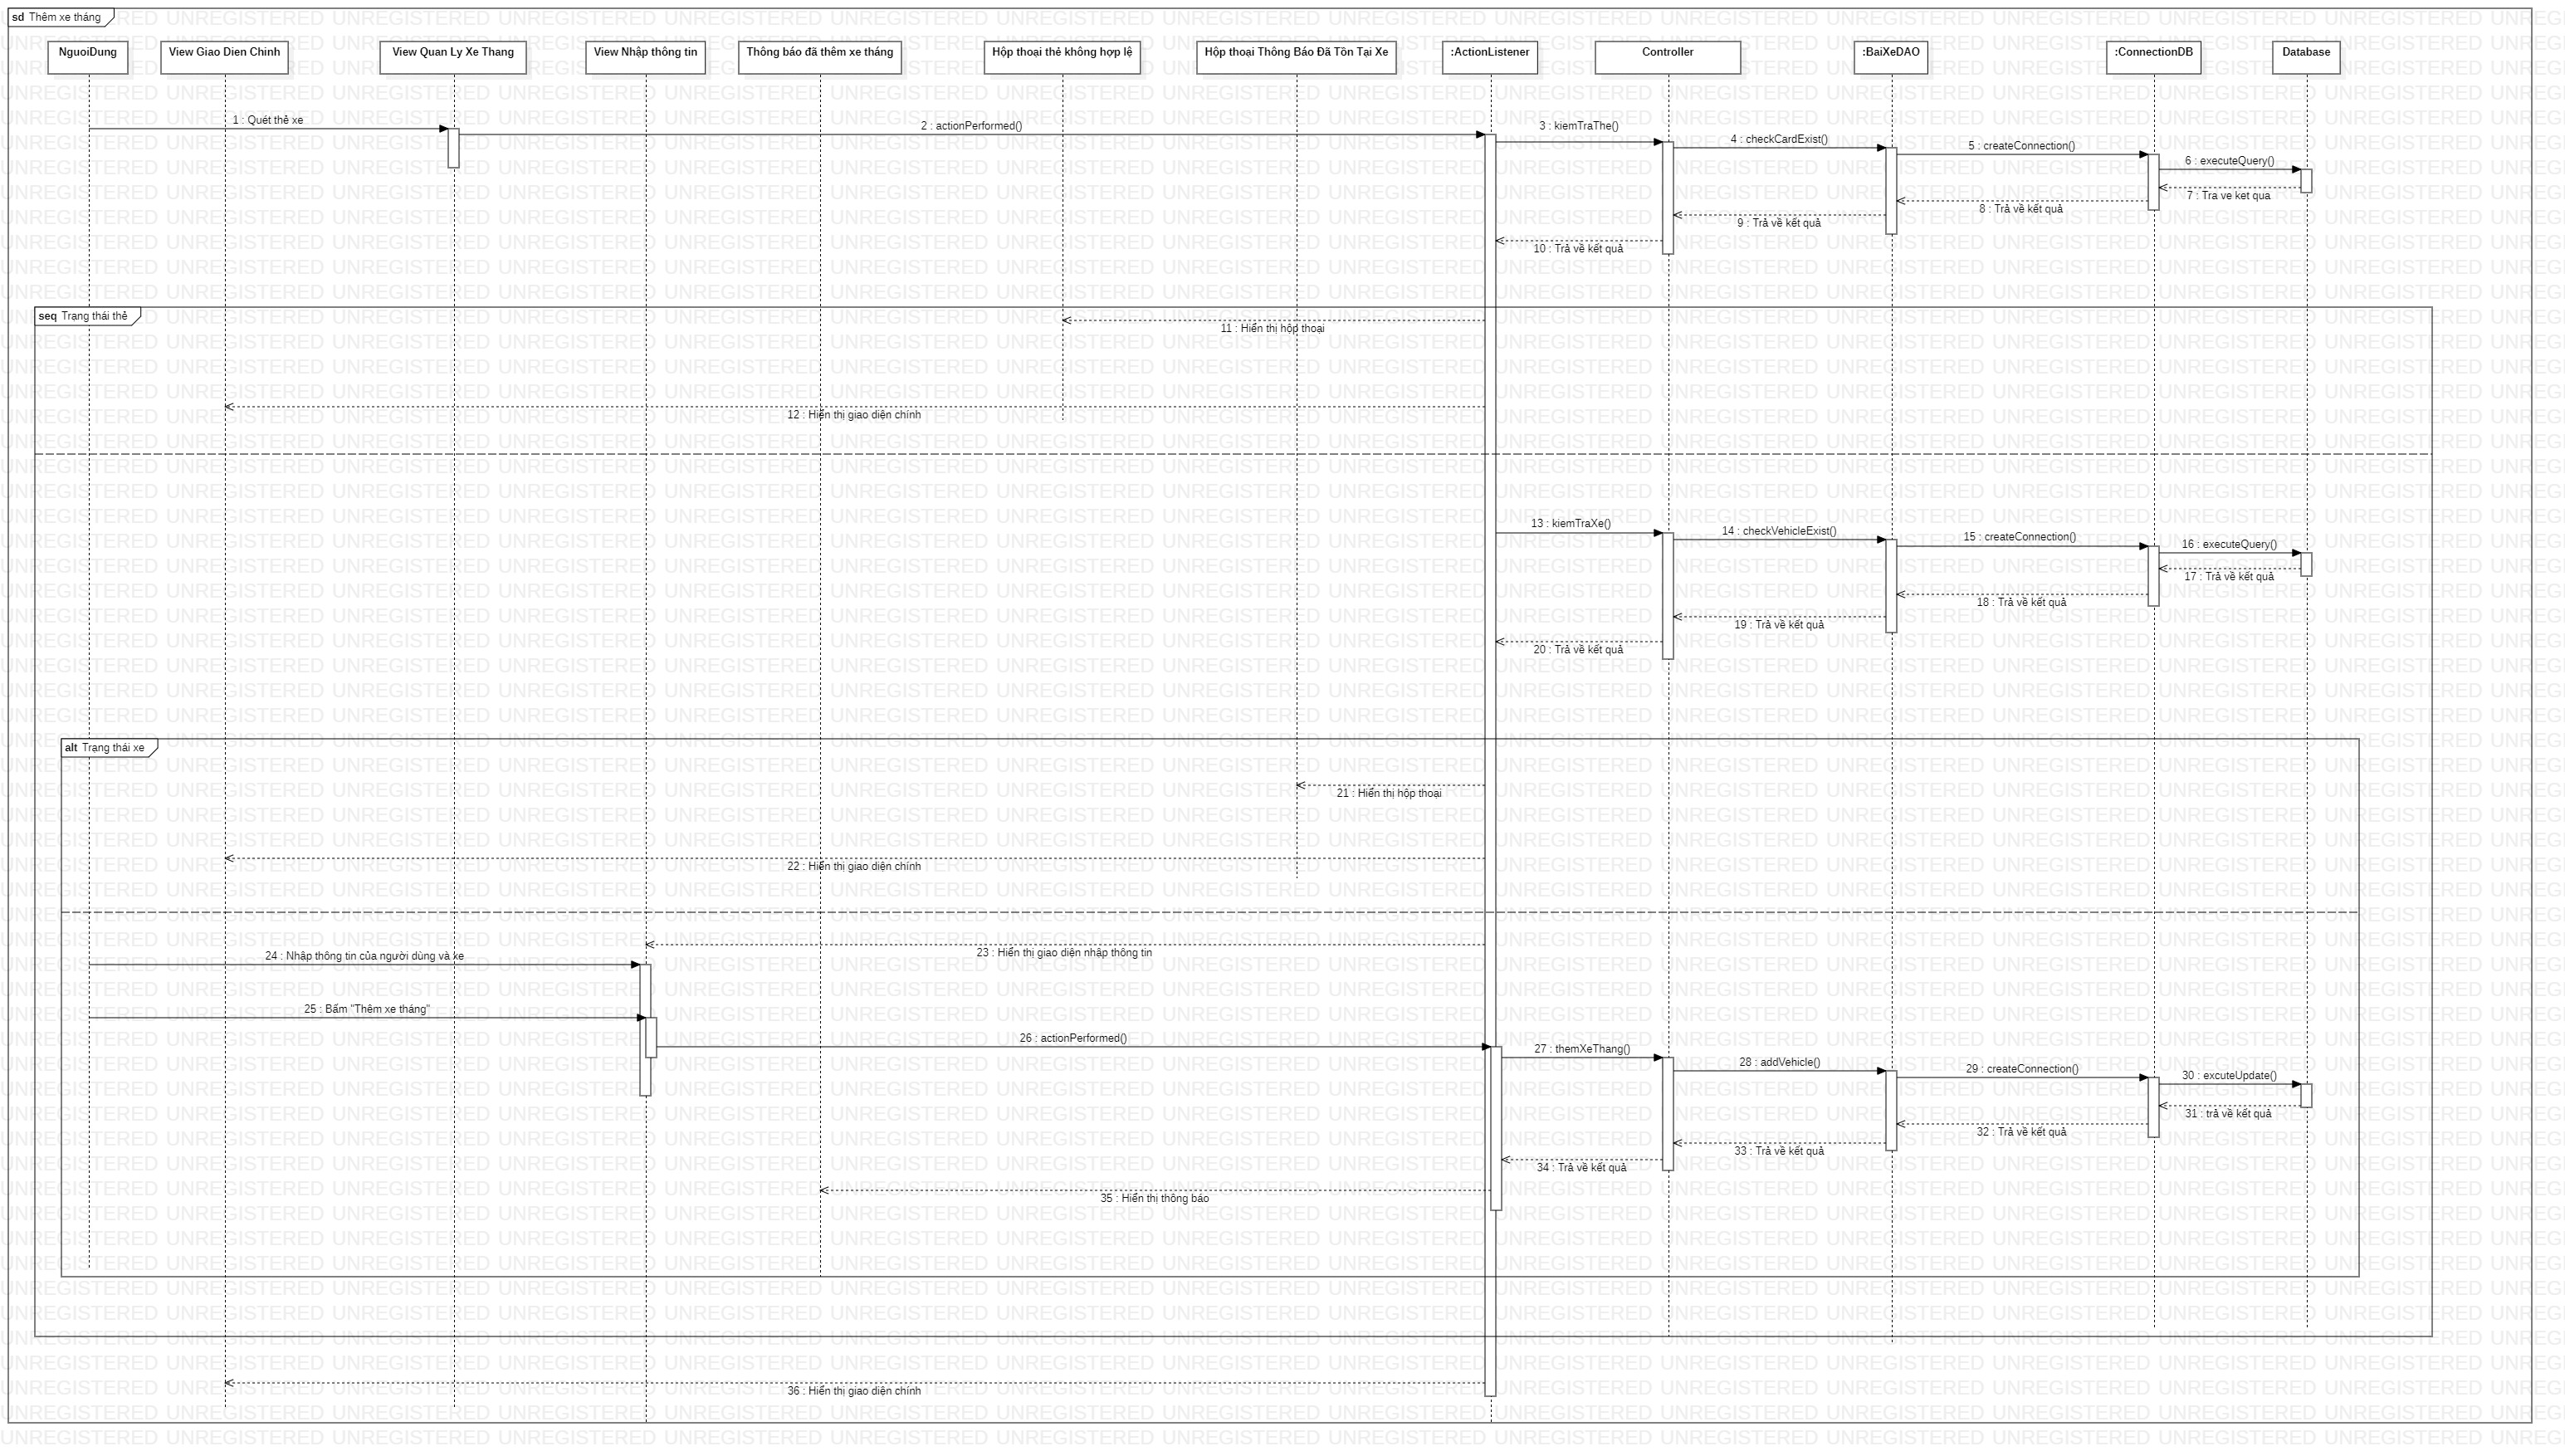 sd Thêm xe tháng
NguoiDung
View Giao Dien Chinh
View Quan Ly Xe Thang
View Nhập thông tin
Thông báo đã thêm xe tháng
Hộp thoại thẻ không hợp lệ
Hộp thoại Thông Báo Đã Tồn Tại Xe
:ActionListener
Controller
:BaiXeDAO
:ConnectionDB
Database
1 : Quét thẻ xe
2 : actionPerformed()
3 : kiemTraThe()
4 : checkCardExist()
5 : createConnection()
6 : executeQuery()
7 : Tra ve ket qua
8 : Trả về kết quả
9 : Trả về kết quả
10 : Trả về kết quả
seq Trạng thái thẻ
11 : Hiển thị hộp thoại
12 : Hiển thị giao diện chính
13 : kiemTraXe()
14 : checkVehicleExist()
15 : createConnection()
16 : executeQuery()
17 : Trả về kết quả
18 : Trả về kết quả
19 : Trả về kết quả
20 : Trả về kết quả
alt Trạng thái xe
21 : Hiển thị hộp thoại
22 : Hiển thị giao diện chính
23 : Hiển thị giao diện nhập thông tin
24 : Nhập thông tin của người dùng và xe
25 : Bấm "Thêm xe tháng"
26 : actionPerformed()
27 : themXeThang()
28 : addVehicle()
29 : createConnection()
30 : excuteUpdate()
31 : trả về kết quả
32 : Trả về kết quả
33 : Trả về kết quả
34 : Trả về kết quả
35 : Hiển thị thông báo
36 : Hiển thị giao diện chính
UNREGISTERED